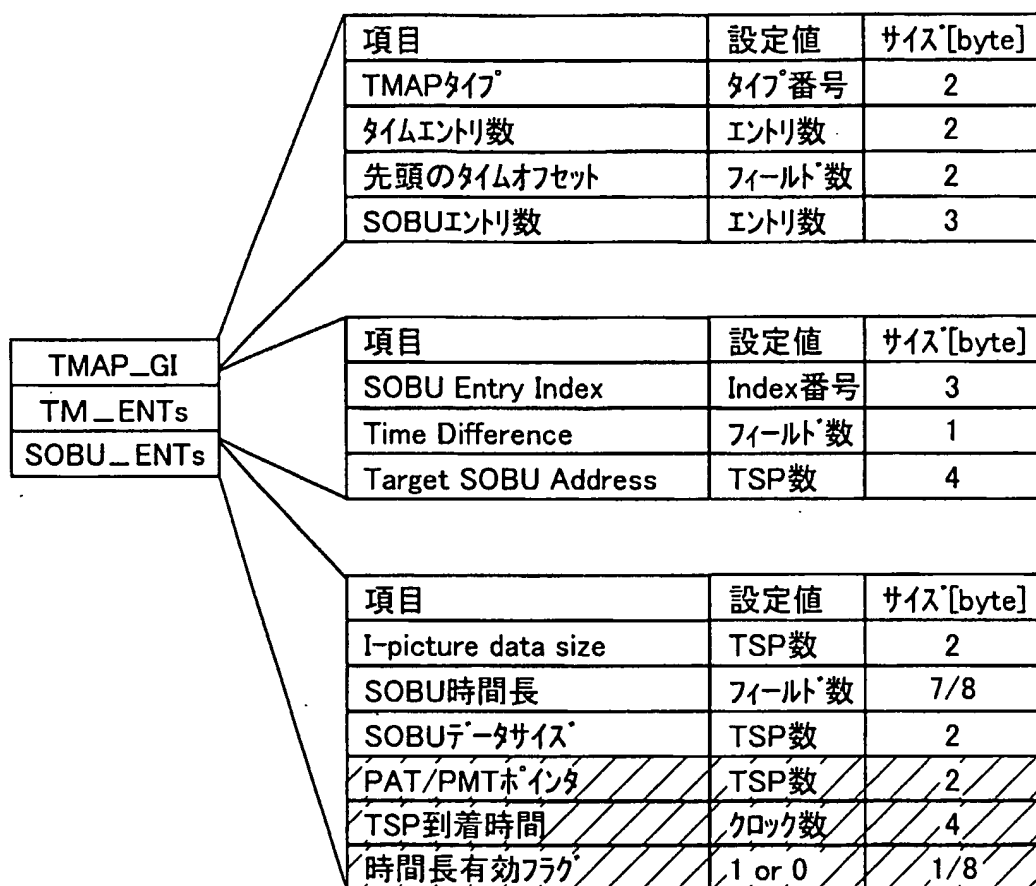 項目 設定値 サイズ[byte]
TMAPタイプ タイプ番号 2
タイムエントリ数 エントリ数 2
先頭のタイムオフセット フィールド数 2
SOBUエントリ数 エントリ数 3
TMAP_GI
TM_ENTs
SOBU_ENTs
項目 設定値 サイズ[byte]
SOBU Entry Index Index番号 3
Time Difference フィールド数 1
Target SOBU Address TSP数 4
項目 設定値 サイズ[byte]
I-picture data size TSP数 2
SOBU時間長 フィールド数 7/8
SOBUデータサイズ TSP数 2
PAT/PMTポインタ TSP数 2
TSP到着時間 クロック数 4
時間長有効フラグ 1 or 0 1/8